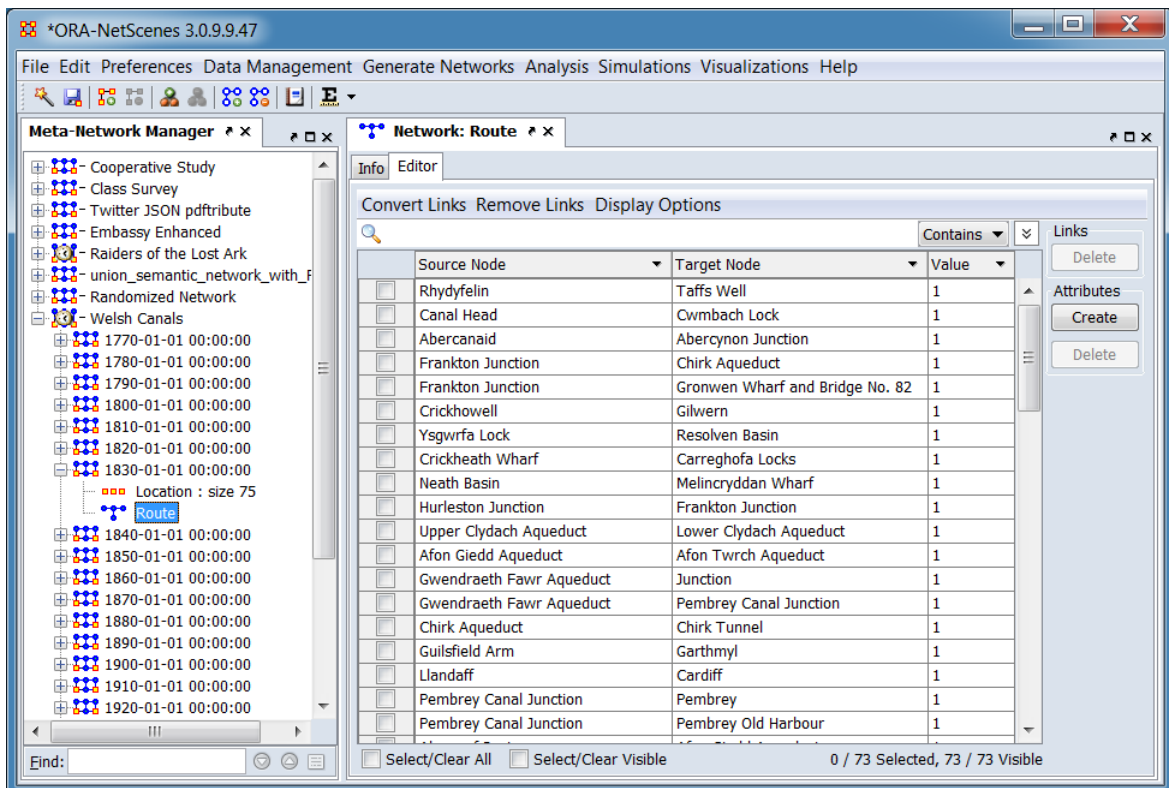 *ORA-NetScenes 3.0.9.9.47
File Edit Preferences Data Management Generate Networks Analysis Simulations Visualizations Help
Meta-Network Manager
Cooperative Study
Class Survey
Twitter JSON pdftribute
Embassy Enhanced
Raiders of the Lost Ark
union_semantic_network_with_
Randomized Network
Welsh Canals
1770-01-01 00:00:00
1780-01-01 00:00:00
1790-01-01 00:00:00
1800-01-01 00:00:00
1810-01-01 00:00:00
1820-01-01 00:00:00
1830-01-01 00:00:00
Location : size 75
Route
1840-01-01 00:00:00
1850-01-01 00:00:00
1860-01-01 00:00:00
1870-01-01 00:00:00
1880-01-01 00:00:00
1890-01-01 00:00:00
1900-01-01 00:00:00
1910-01-01 00:00:00
1920-01-01 00:00:00
Find:
Network: Route
Info Editor
Convert Links Remove Links Display Options
Contains
Source Node Target Node Value
Rhydyfelin Taffs Well 1
Canal Head Cwmbach Lock 1
Abercanaid Abercynon Junction 1
Frankton Junction Chirk Aqueduct 1
Frankton Junction Gronwen Wharf and Bridge No. 82 1
Crickhowell Gilwern 1
Ysgwrfa Lock Resolven Basin 1
Crickheath Wharf Carreghofa Locks 1
Neath Basin Melincryddan Wharf 1
Hurleston Junction Frankton Junction 1
Upper Clydach Aqueduct Lower Clydach Aqueduct 1
Afon Giedd Aqueduct Afon Twrch Aqueduct 1
Gwendraeth Fawr Aqueduct Junction 1
Gwendraeth Fawr Aqueduct Pembrey Canal Junction 1
Chirk Aqueduct Chirk Tunnel 1
Guilsfield Arm Garthmyl 1
Llandaff Cardiff 1
Pembrey Canal Junction Pembrey 1
Pembrey Canal Junction Pembrey Old Harbour 1
Select/Clear All Select/Clear Visible 0 / 73 Selected, 73 / 73 Visible
Links
Delete
Attributes
Create
Delete